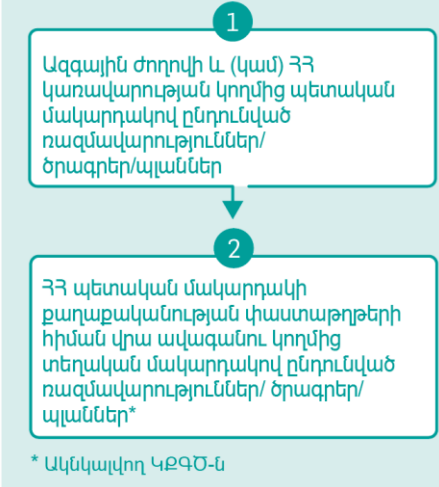 1
Ազգային ժողովի և (կամ) ՀՀ
կառավարության կողմից պետական
մակարդակով ընդունված
ռազմավարություններ/
ծրագրեր/պլաններ
2
ՀՀ պետական մակարդակի
քաղաքականության փաստաթղթերի
հիման վրա ավագանու կողմից
տեղական մակարդակով ընդունված
ռազմավարություններ/ ծրագրեր/
պլաններ*
* Ակնկալվող ԿՔԳԾ-ն